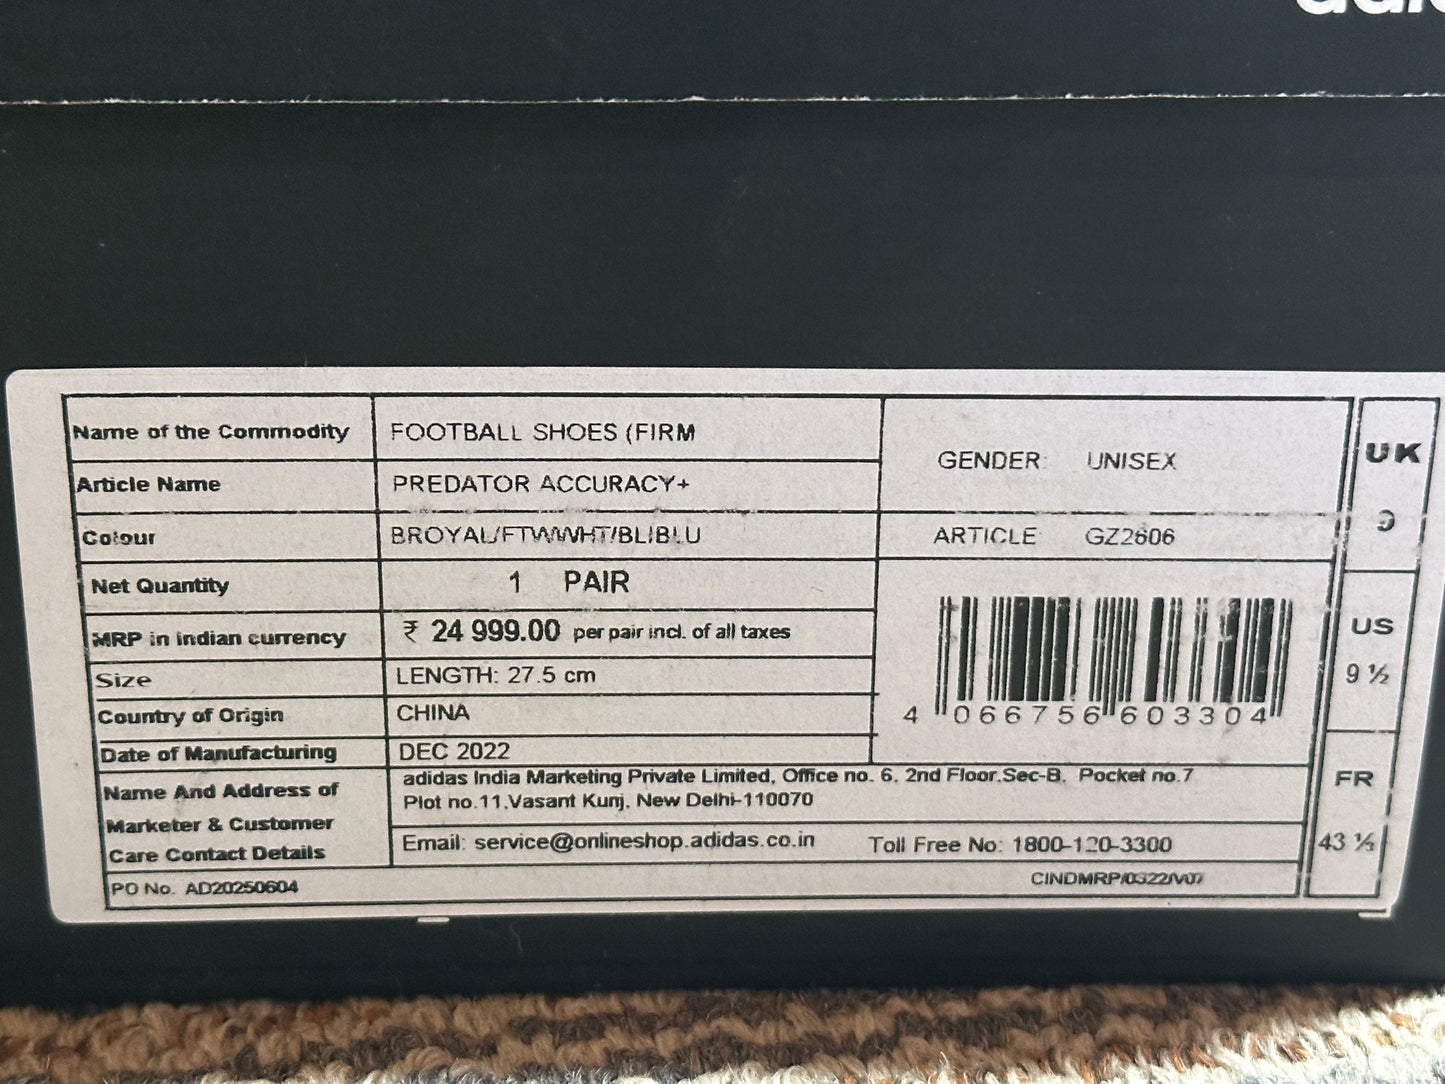 Name of the Commodity FOOTBALL SHOES (FIRM
Article Name PREDATOR ACCURACY+
Colour BROYAL/FTWWHT/BLIBLU
Net Quantity 1 PAIR
MRP in Indian currency ₹ 24 999.00 per pair incl. of all taxes
Size LENGTH: 27.5 cm
Country of Origin CHINA
Date of Manufacturing DEC 2022
Name And Address of
Marketer & Customer
Care Contact Details
adidas India Marketing Private Limited, Office no. 6, 2nd Floor,Sec-B, Pocket no.7
Plot no.11,Vasant Kunj, New Delhi-110070
Email: service@onlineshop.adidas.co.in Toll Free No: 1800-120-3300
PO No. AD20250604 CINDMRP/0322/V07
GENDER: UNISEX
ARTICLE GZ2606
4 066756 603304
UK
9
US
9 ½
FR
43 ⅓